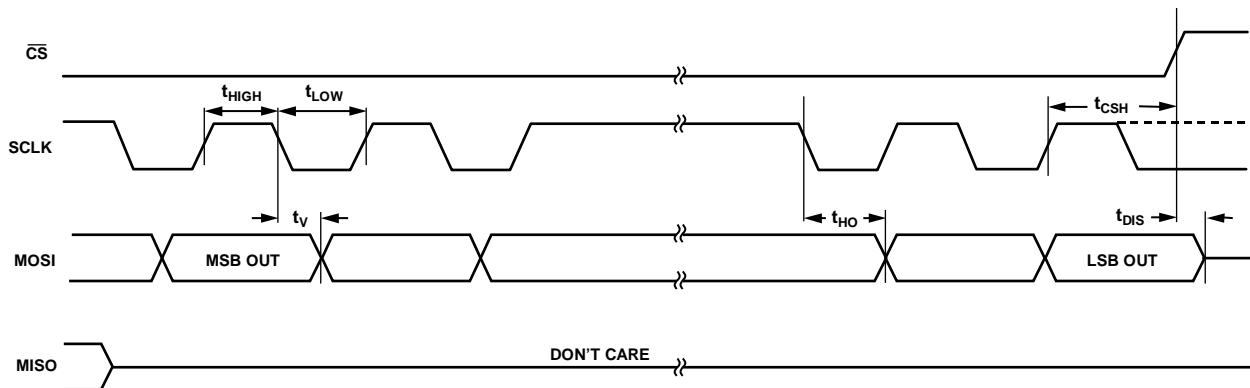 CS
tHIGH
tLOW
tCSH
SCLK
tV
tHO
tDIS
MOSI
MSB OUT
LSB OUT
MISO
DON'T CARE